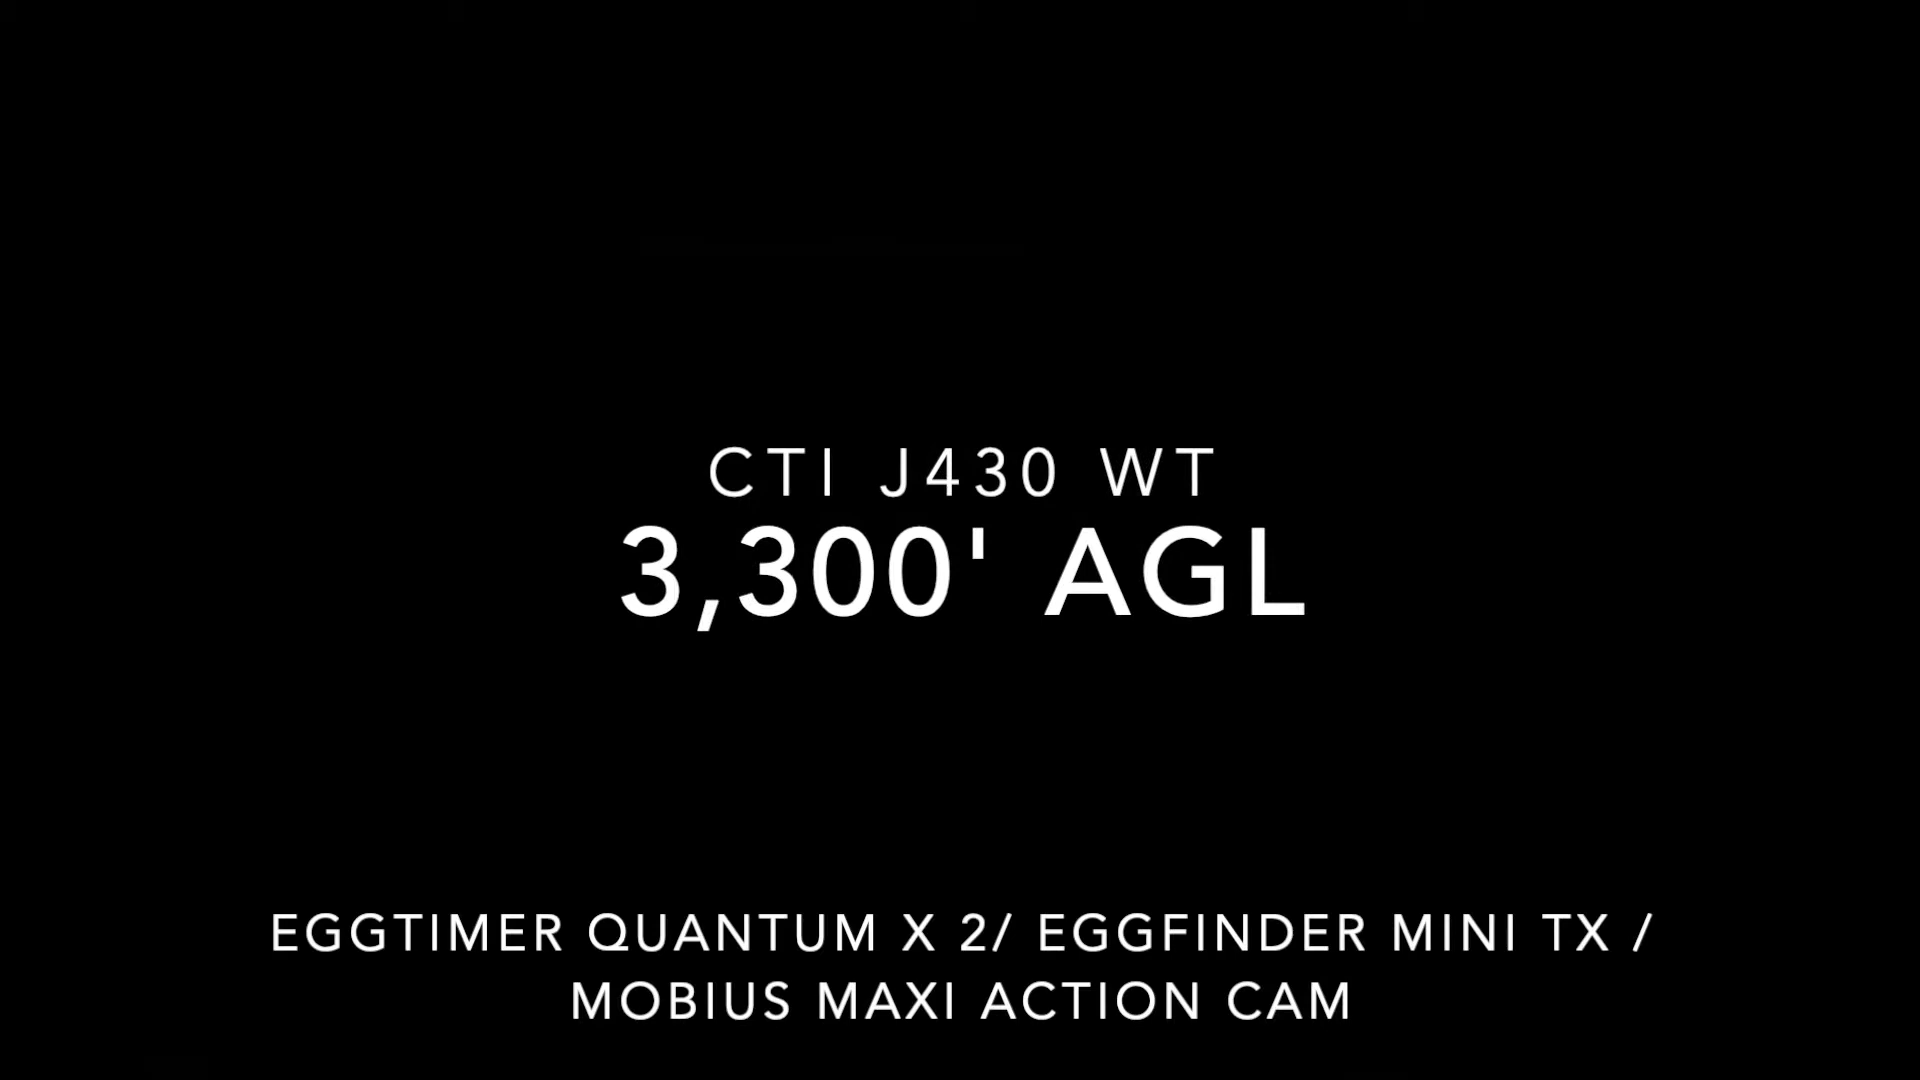 CTI J430 WT
3,300' AGL
EGGTIMER QUANTUM X 2/ EGGFINDER MINI TX /
MOBIUS MAXI ACTION CAM